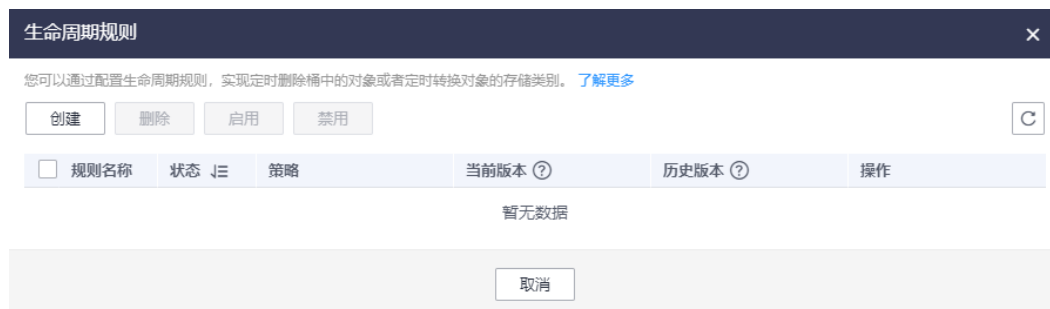 生命周期规则
您可以通过配置生命周期规则，实现定时删除桶中的对象或者定时转换对象的存储类别。 了解更多
创建 删除 启用 禁用
规则名称 状态 策略 当前版本 历史版本 操作
暂无数据
取消